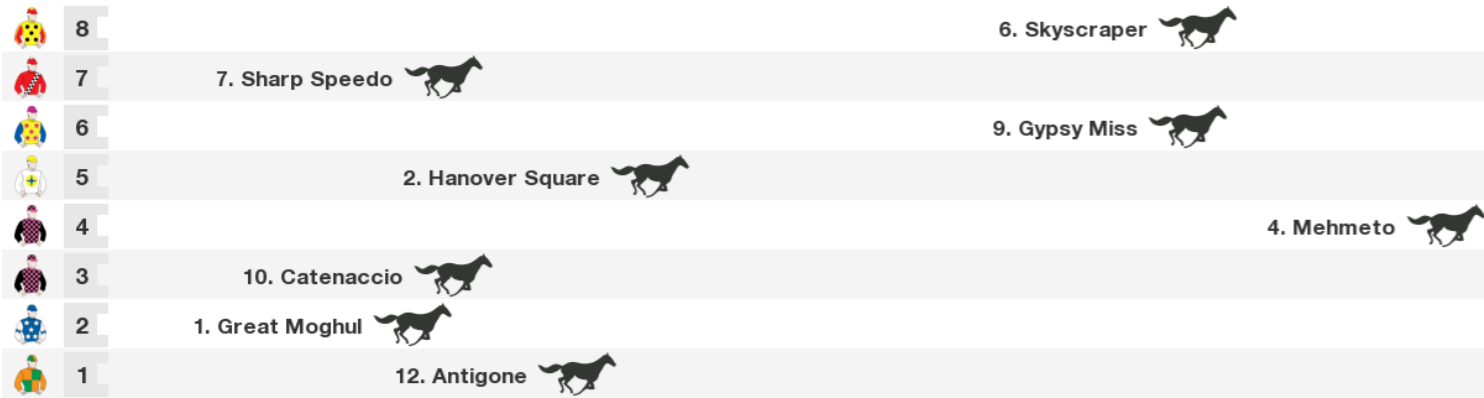 8 6. Skyscraper
7 7. Sharp Speedo
6 9. Gypsy Miss
5 2. Hanover Square
4 4. Mehmeto
3 10. Catenaccio
2 1. Great Moghul
1 12. Antigone